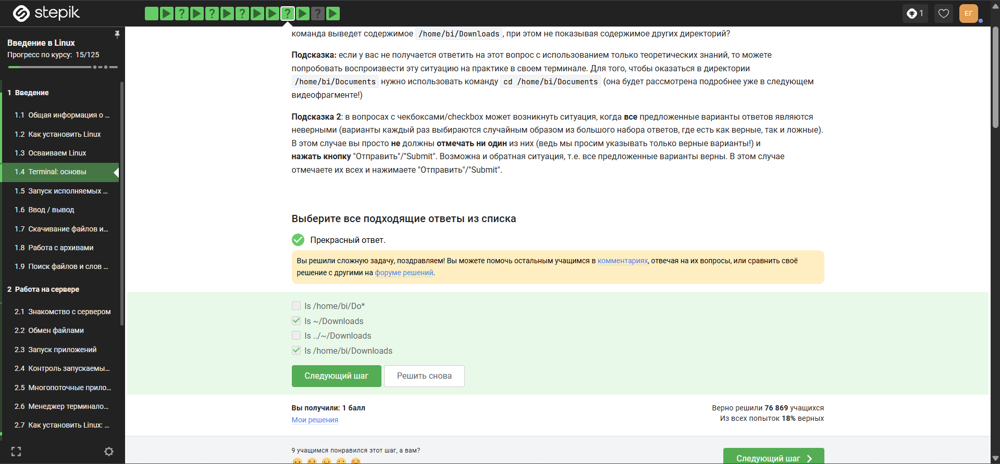 stepik
? ? ? ? ?
1
ЕГ
Введение в Linux
Прогресс по курсу: 15/125
1 Введение
1.1 Общая информация о ...
1.2 Как установить Linux
1.3 Осваиваем Linux
1.4 Terminal: основы
1.5 Запуск исполняемых ...
1.6 Ввод / вывод
1.7 Скачивание файлов и...
1.8 Работа с архивами
1.9 Поиск файлов и слов ...
2 Работа на сервере
2.1 Знакомство с сервером
2.2 Обмен файлами
2.3 Запуск приложений
2.4 Контроль запускаемы...
2.5 Многопоточные прило...
2.6 Менеджер терминало...
2.7 Как установить Linux: ...
команда выведет содержимое /home/bi/Downloads, при этом не показывая содержимое других директорий?
Подсказка: если у вас не получается ответить на этот вопрос с использованием только теоретических знаний, то можете
попробовать воспроизвести эту ситуацию на практике в своем терминале. Для того, чтобы оказаться в директории
/home/bi/Documents нужно использовать команду cd /home/bi/Documents (она будет рассмотрена подробнее уже в следующем
видеофрагменте!)
Подсказка 2: в вопросах с чекбоксами/checkbox может возникнуть ситуация, когда все предложенные варианты ответов являются
неверными (варианты каждый раз выбираются случайным образом из большого набора ответов, где есть как верные, так и ложные).
В этом случае вы просто не должны отмечать ни один из них (ведь мы просим указывать только верные варианты!) и
нажать кнопку "Отправить"/"Submit". Возможна и обратная ситуация, т.е. все предложенные варианты верны. В этом случае
отмечаете их всех и нажимаете "Отправить"/"Submit".
Выберите все подходящие ответы из списка
Прекрасный ответ.
Вы решили сложную задачу, поздравляем! Вы можете помочь остальным учащимся в комментариях, отвечая на их вопросы, или сравнить своё
решение с другими на форуме решений.
ls /home/bi/Do*
ls ~/Downloads
ls ../~/Downloads
ls /home/bi/Downloads
Следующий шаг
Решить снова
Вы получили: 1 балл
Мои решения
Верно решили 76 869 учащихся
Из всех попыток 18% верных
9 учащимся понравился этот шаг, а вам?
Следующий шаг